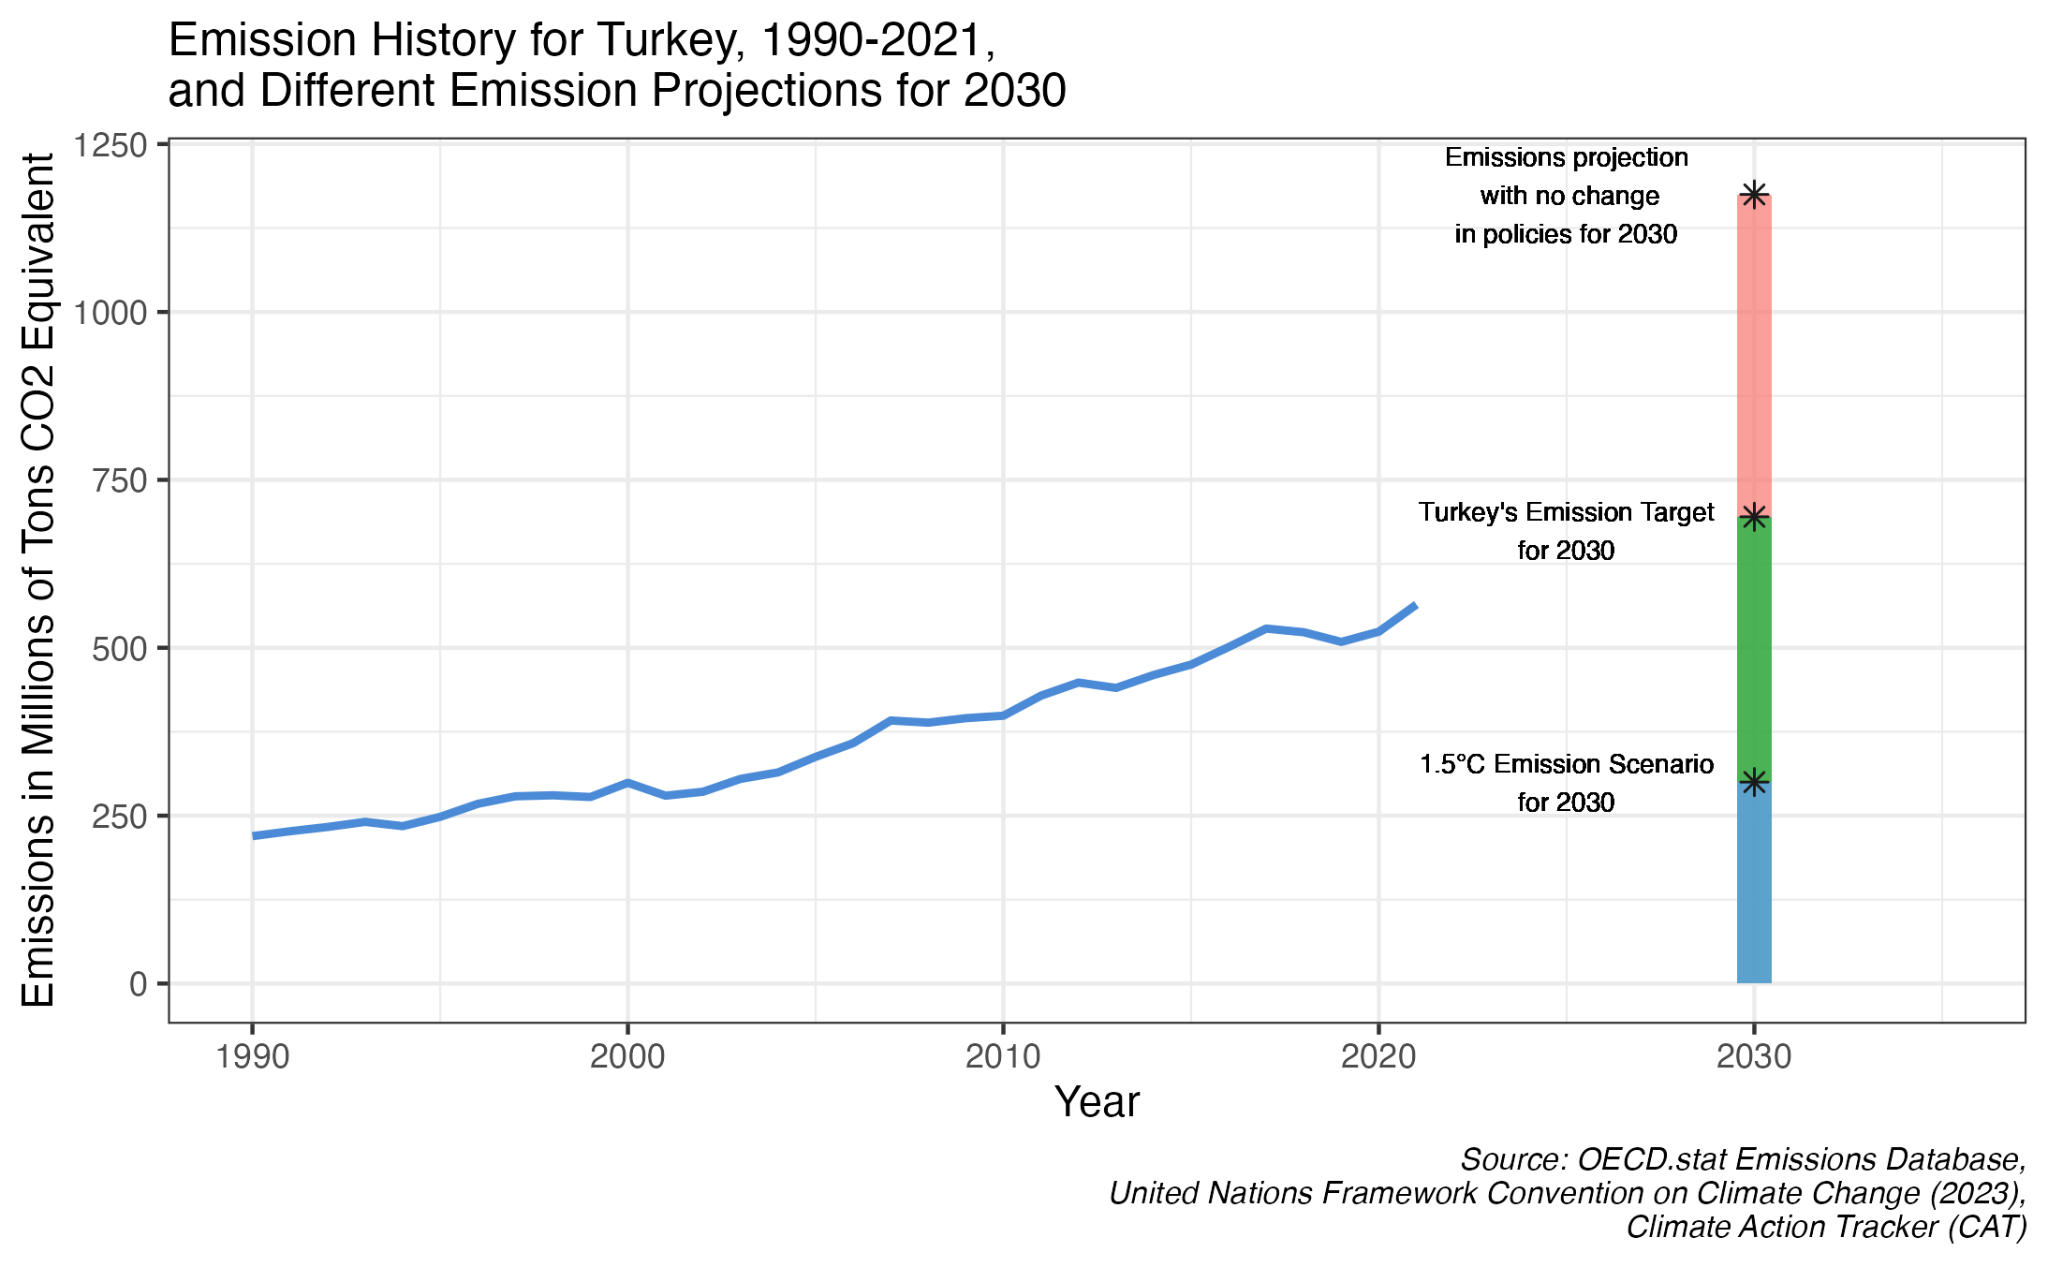 Emission History for Turkey, 1990-2021,
and Different Emission Projections for 2030
Emissions in Millions of Tons CO2 Equivalent
1250
1000
750
500
250
0
Emissions projection
with no change
in policies for 2030
Turkey's Emission Target
for 2030
1.5°C Emission Scenario
for 2030
1990
2000
2010
2020
2030
Year
Source: OECD.stat Emissions Database,
United Nations Framework Convention on Climate Change (2023),
Climate Action Tracker (CAT)